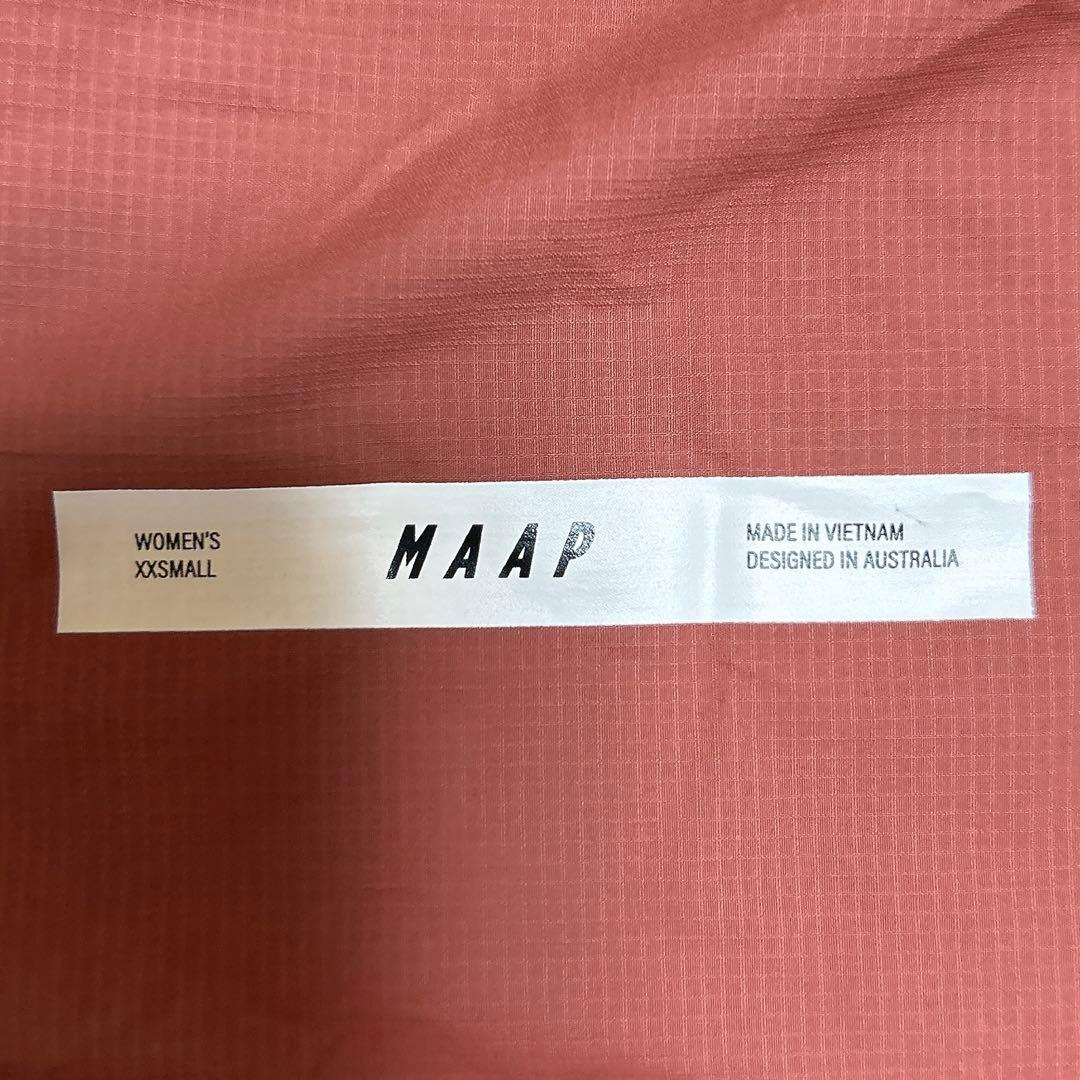 WOMEN'S
XXSMALL
MAAP
MADE IN VIETNAM
DESIGNED IN AUSTRALIA